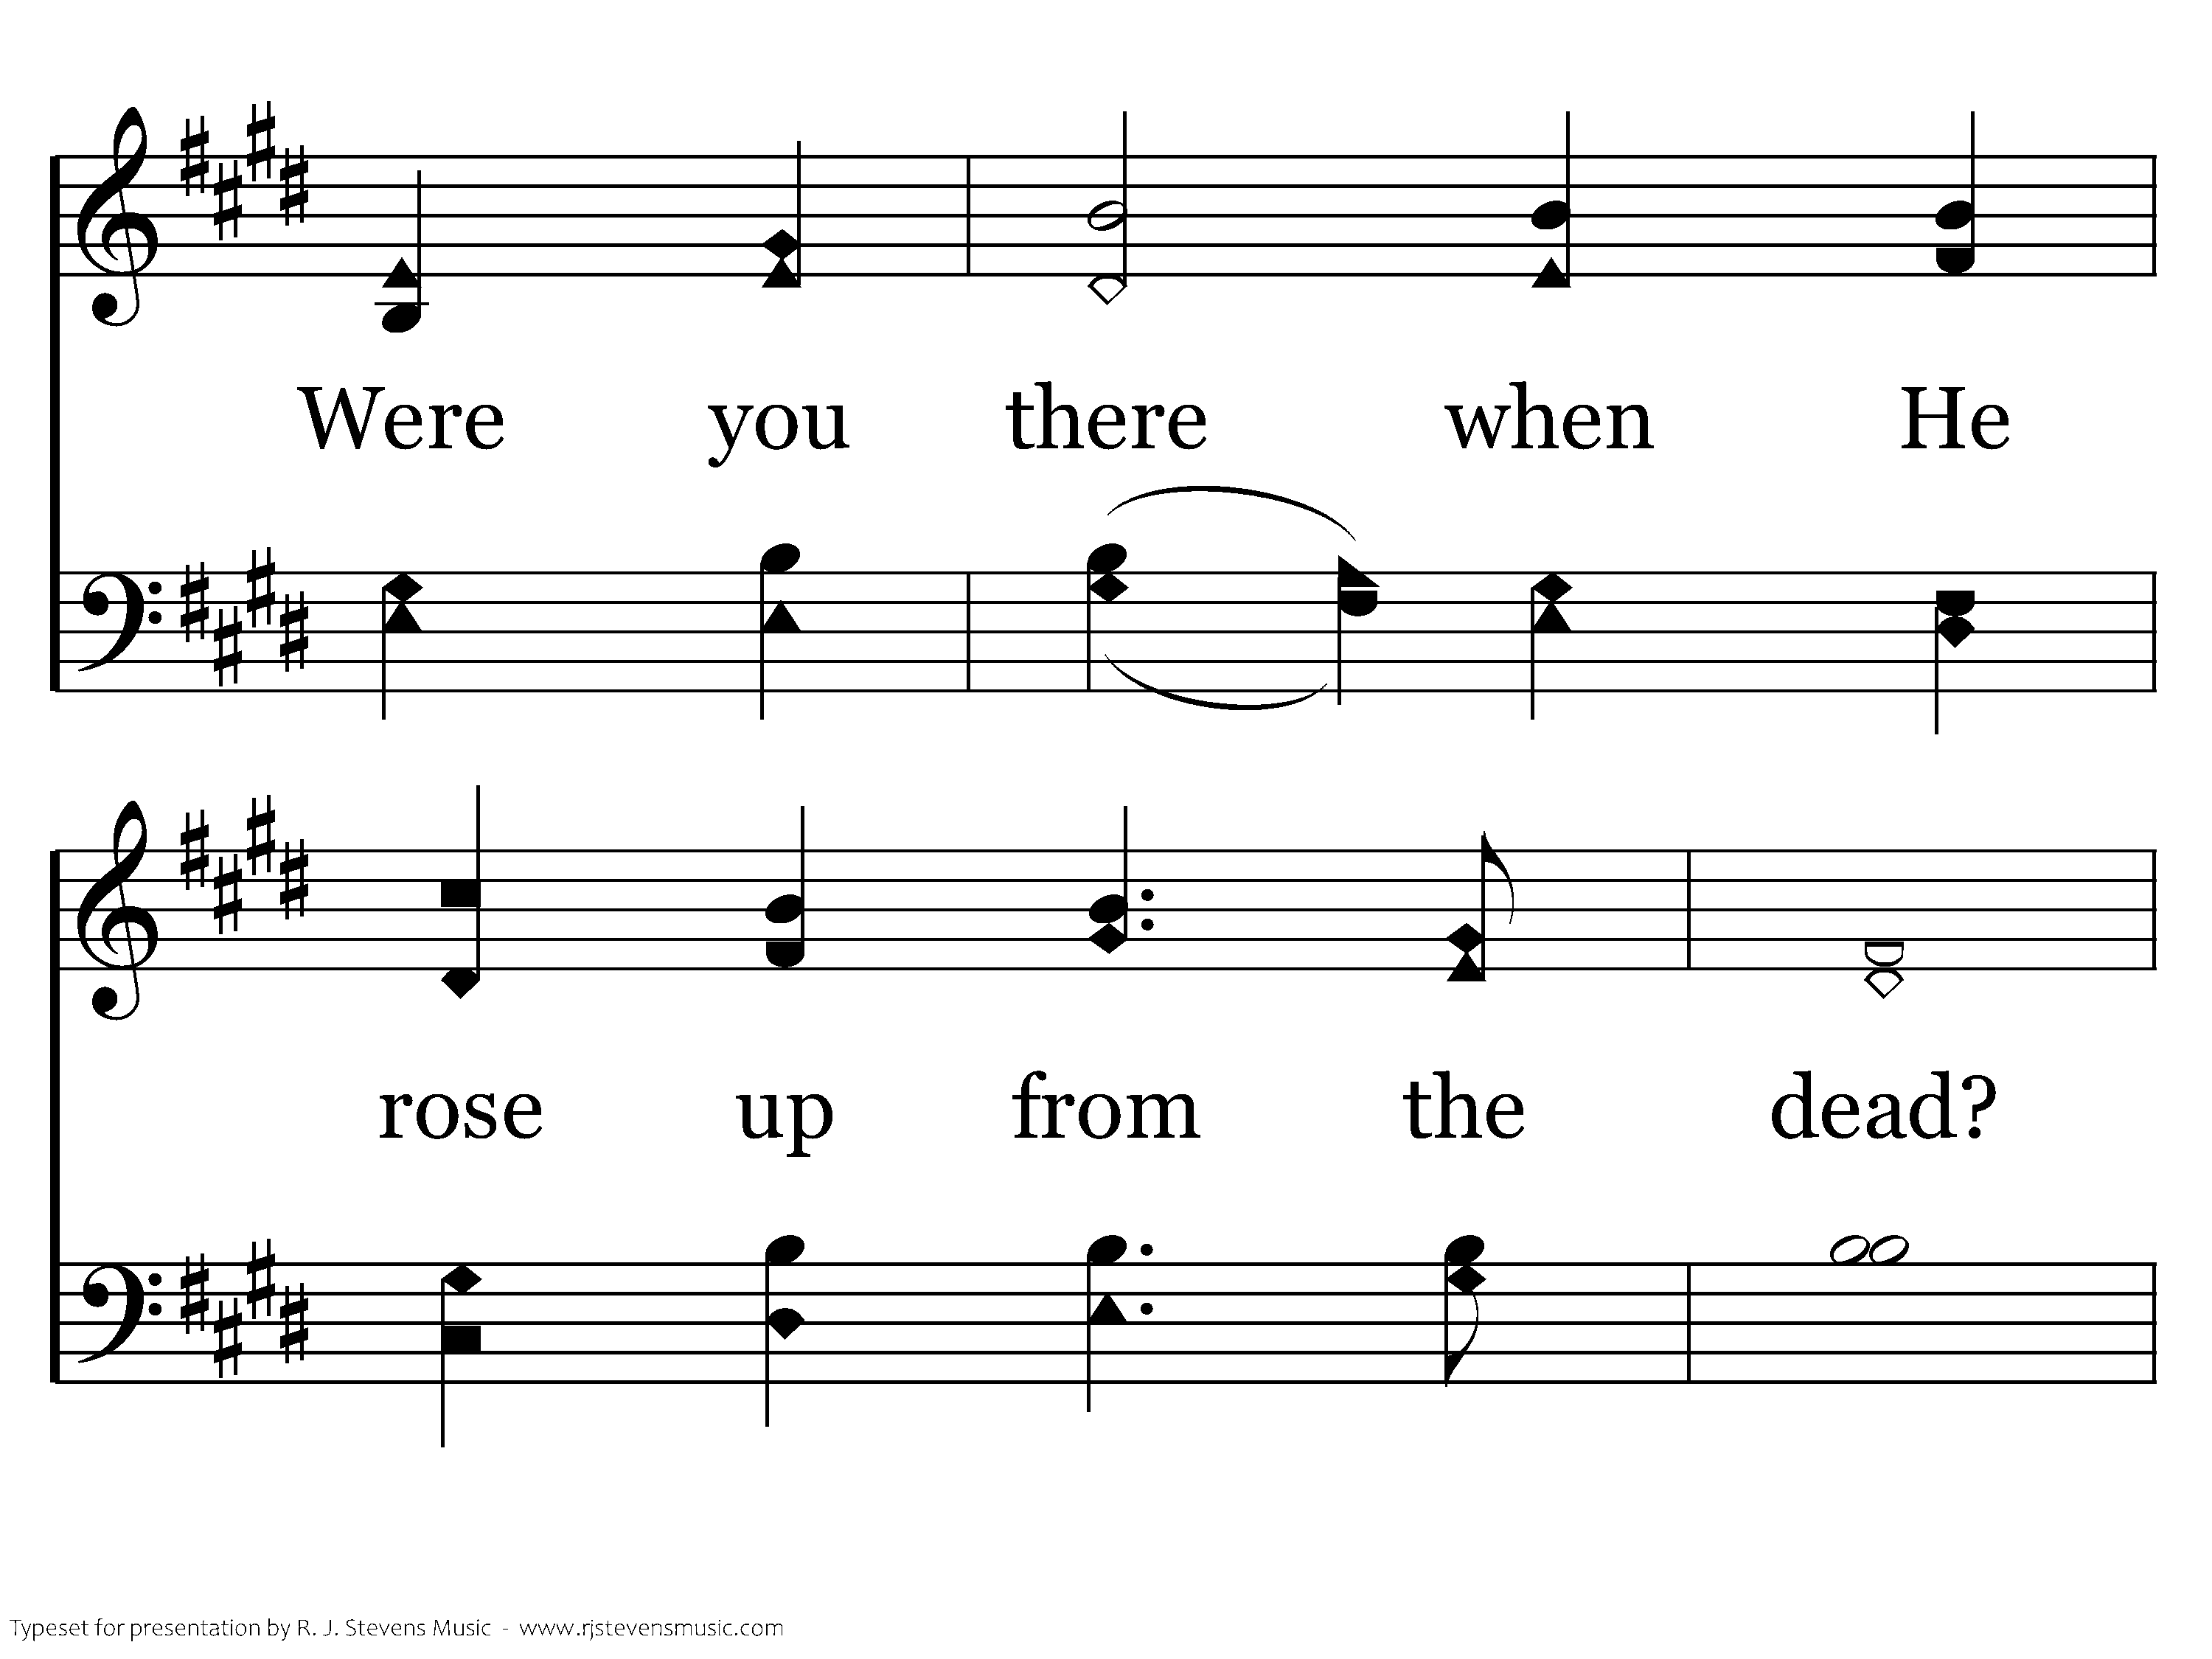 Were you there when He
rose up from the dead?
Typeset for presentation by R. J. Stevens Music - www.rjstevensmusic.com